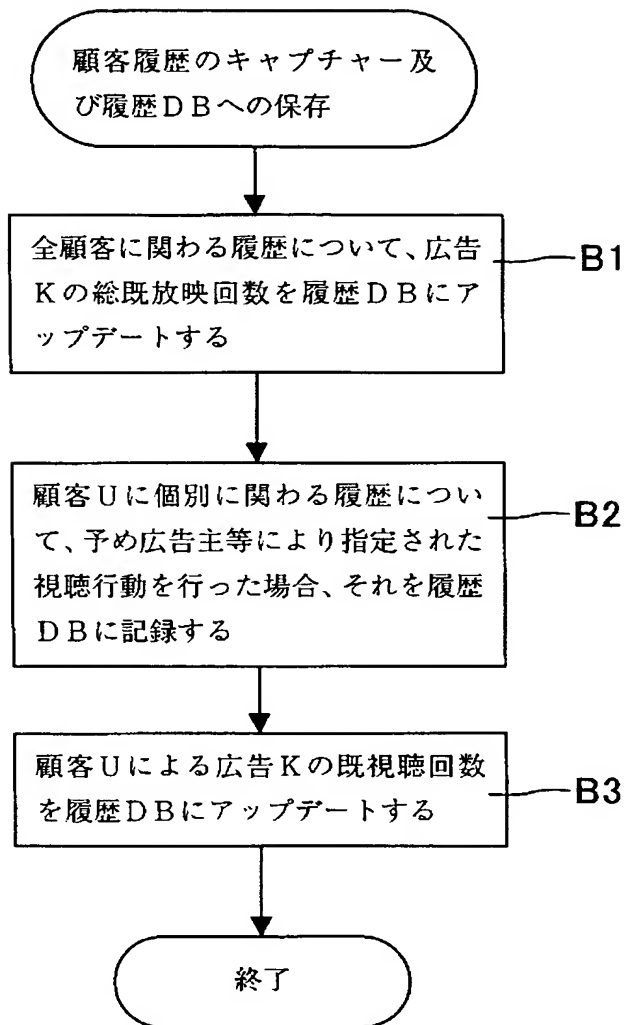 顧客履歴のキャプチャー及
び履歴DBへの保存
全顧客に関わる履歴について、広告
Kの総既放映回数を履歴DBにア
ップデートする
B1
顧客Uに個別に関わる履歴につい
て、予め広告主等により指定された
視聴行動を行った場合、それを履歴
DBに記録する
B2
顧客Uによる広告Kの既視聴回数
を履歴DBにアップデートする
B3
終了